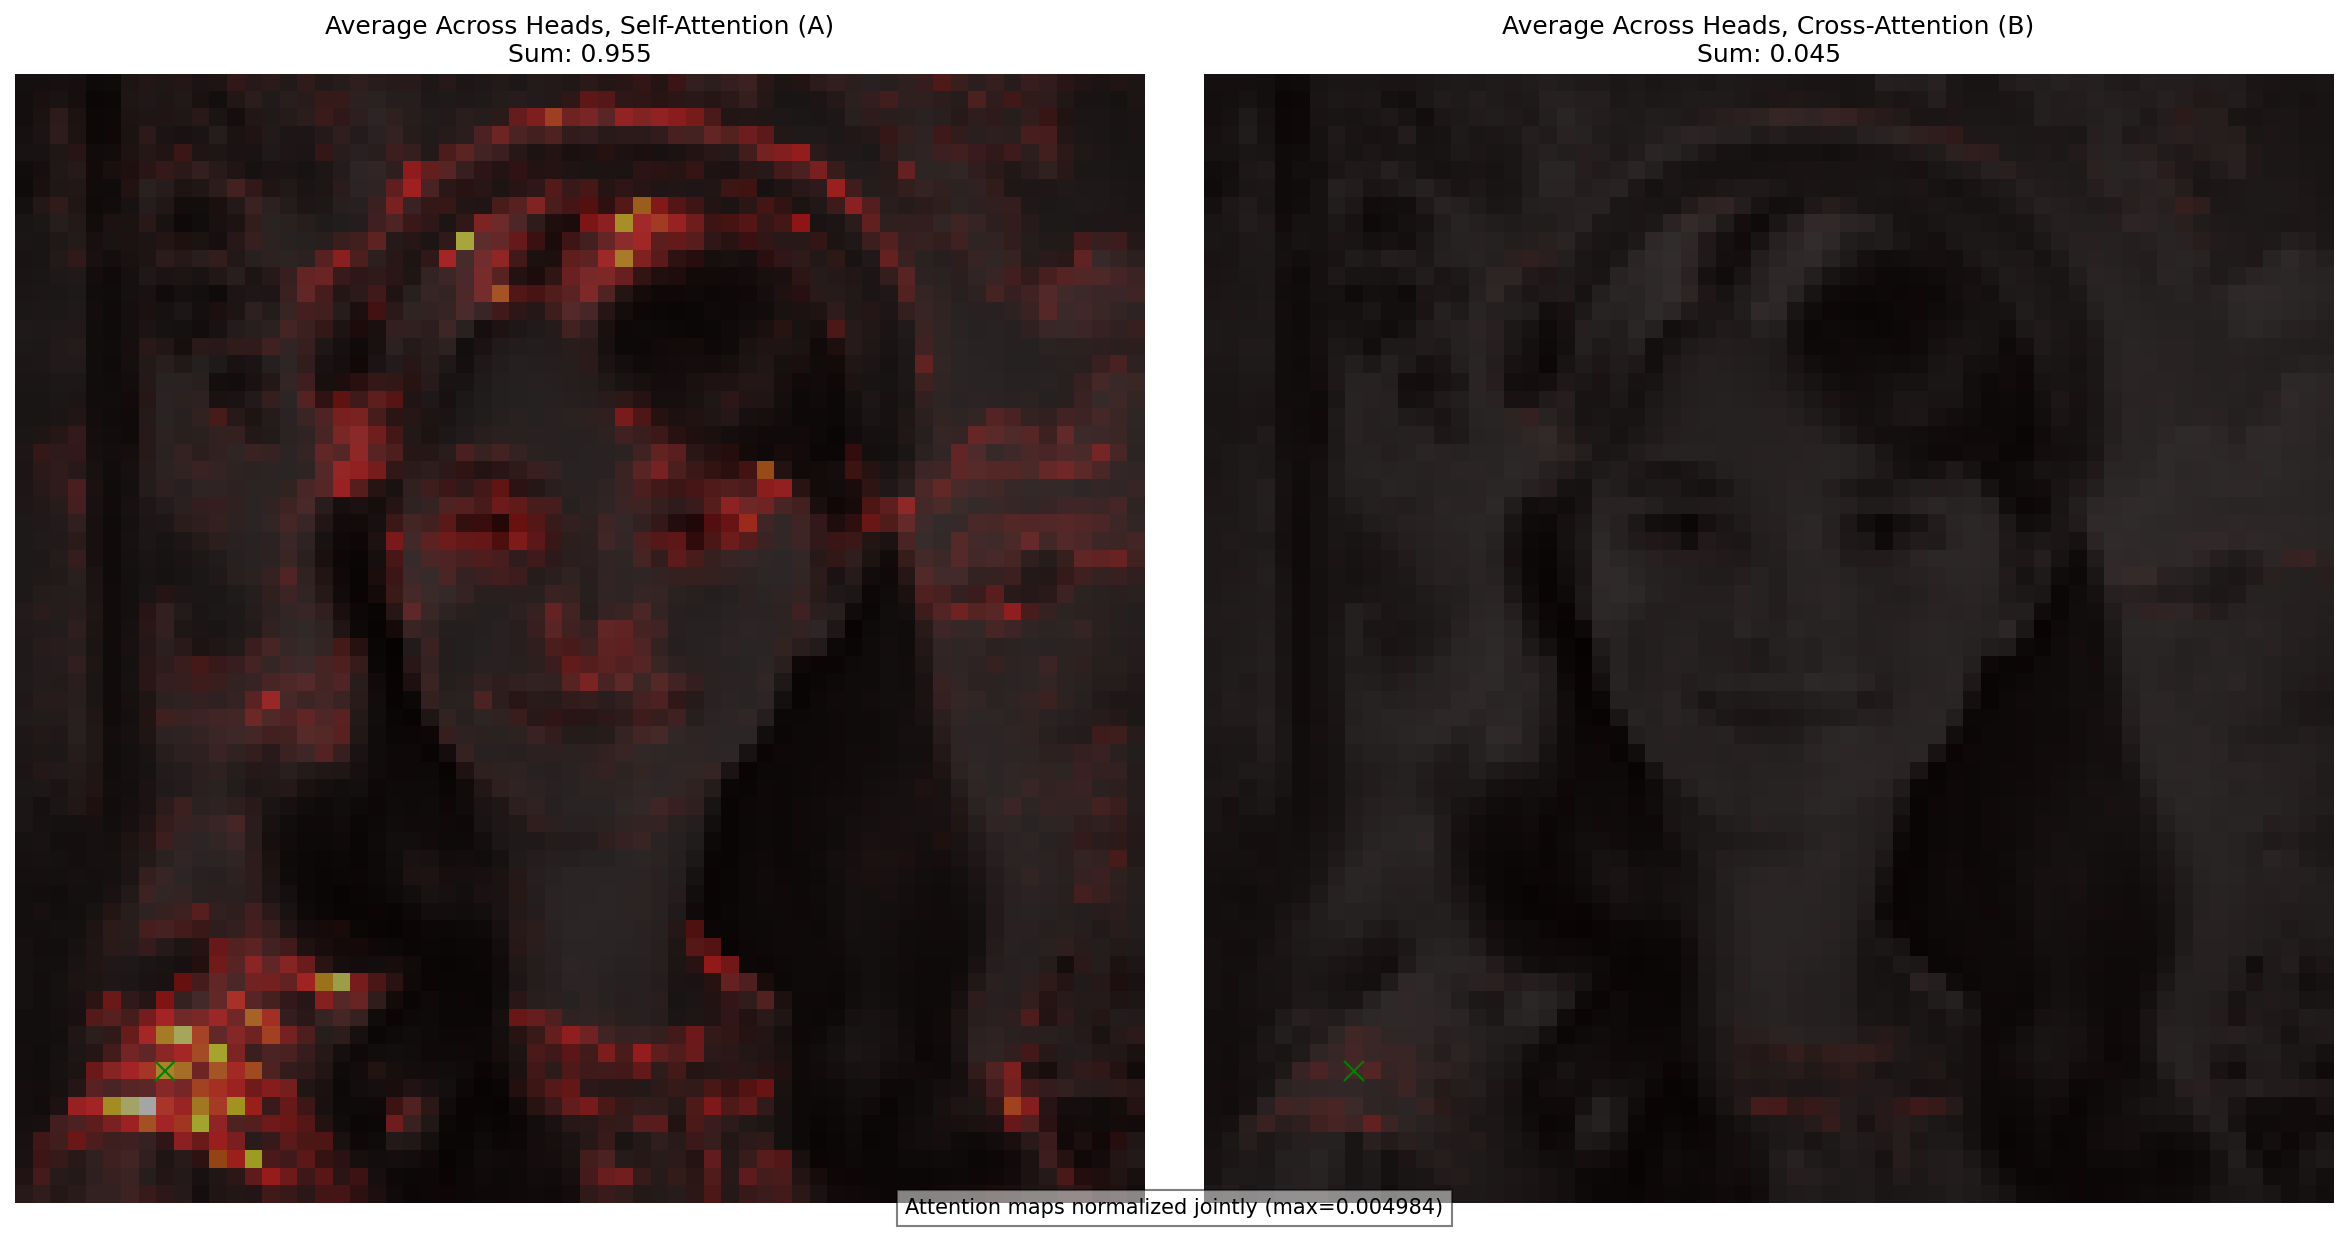 Average Across Heads, Self-Attention (A)
Sum: 0.955
Average Across Heads, Cross-Attention (B)
Sum: 0.045
Attention maps normalized jointly (max=0.004984)